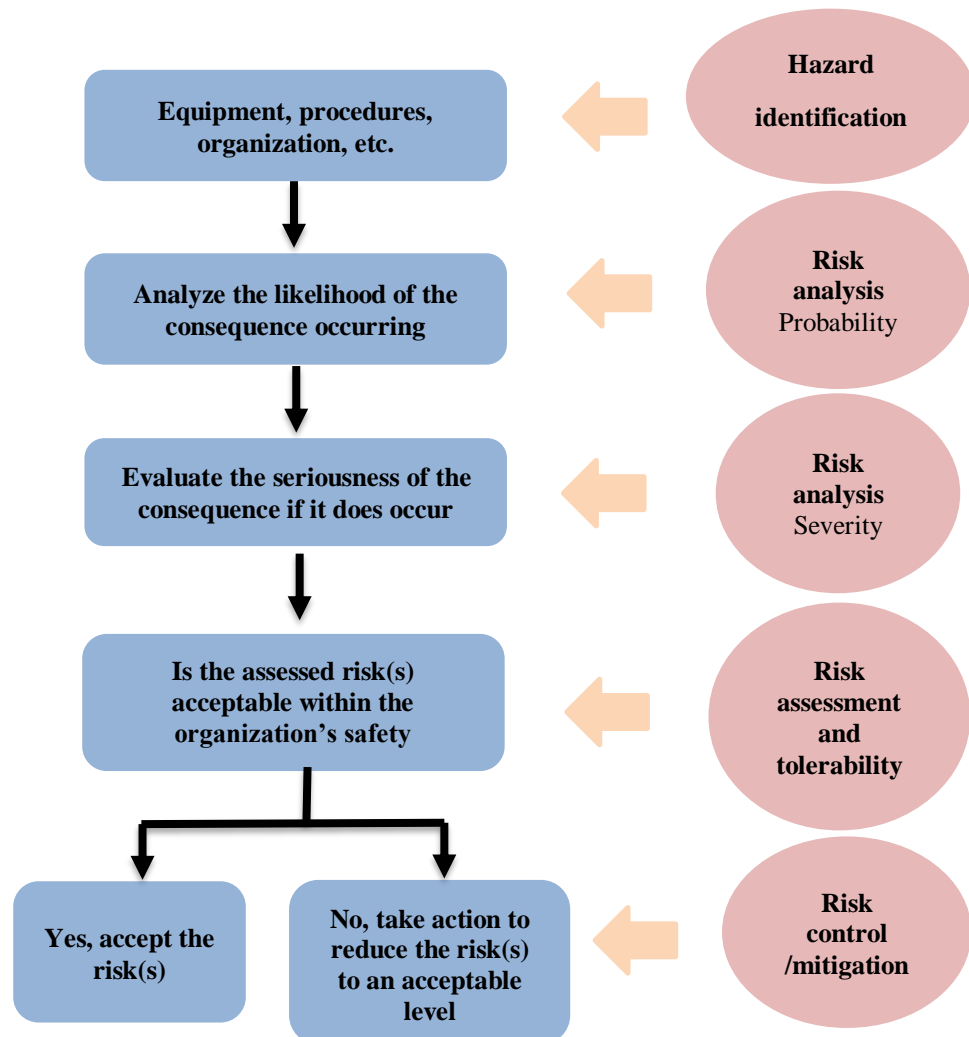 Equipment, procedures,
organization, etc.
Hazard
identification
Analyze the likelihood of the
consequence occurring
Risk
analysis
Probability
Evaluate the seriousness of the
consequence if it does occur
Risk
analysis
Severity
Is the assessed risk(s)
acceptable within the
organization’s safety
Risk
assessment
and
tolerability
Yes, accept the
risk(s)
No, take action to
reduce the risk(s)
to an acceptable
level
Risk
control
/mitigation